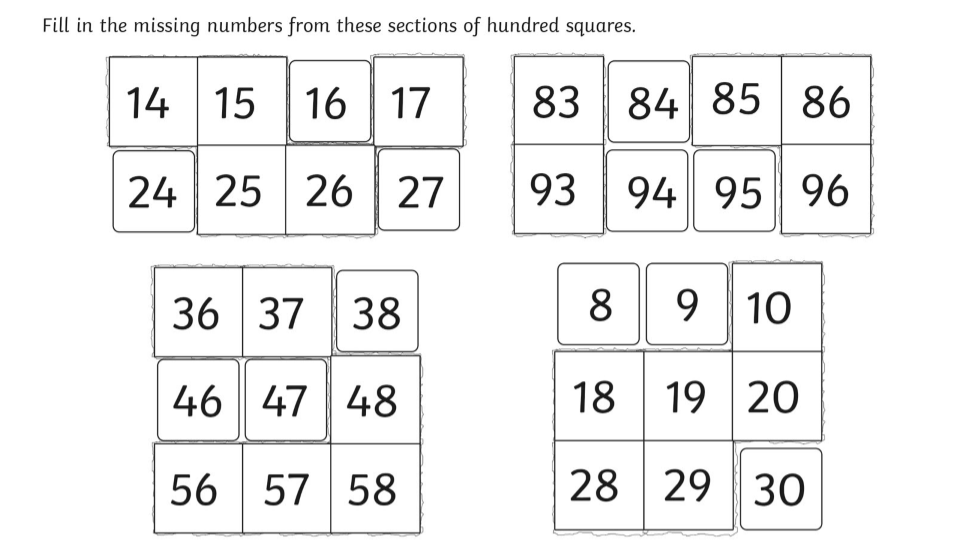 Fill in the missing numbers from these sections of hundred squares.
14 15 16 17
24 25 26 27
83 84 85 86
93 94 95 96
36 37 38
46 47 48
56 57 58
8 9 10
18 19 20
28 29 30